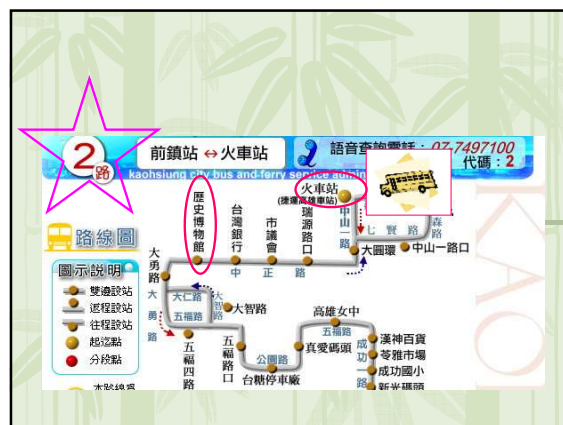 2路
前鎮站↔火車站
語音查詢電話：07-7497100
代碼：2
kaohsiung city bus and ferry service
路線圖
圖示說明
雙邊設站
返程設站
往程設站
起迄點
分段點
火車站
(捷運高雄車站)
歷史博物館
台灣銀行
市議會
瑞源路口
中山一路
七賢路
森路
大圓環
中山一路口
中正路
大勇路
大勇路
大仁路
大智路
大智路
五福路
五福四路
五福路口
公園路
台糖停車廠
真愛碼頭
高雄女中
五福路
成功一路
漢神百貨
苓雅市場
成功國小
新光碼頭
KAO